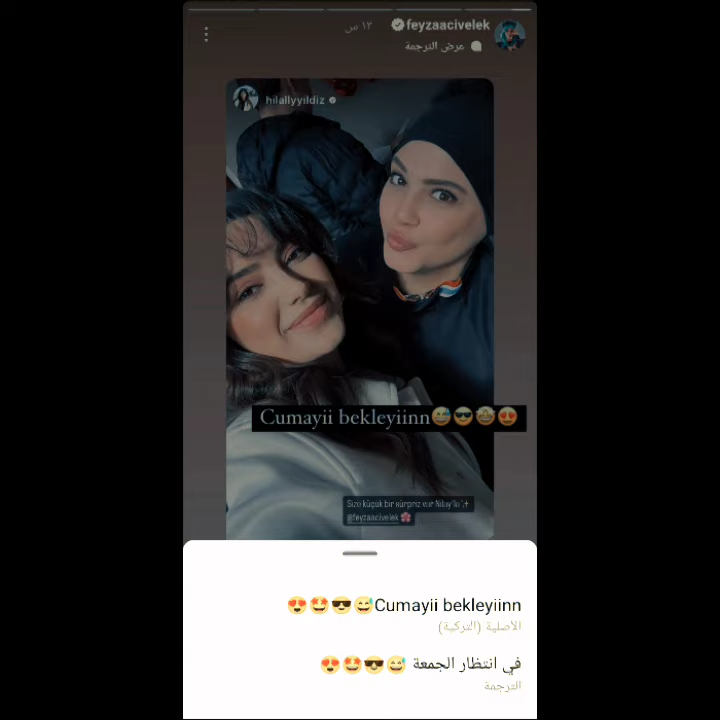 feyzaacivelek ١٢ س
عرض الترجمة
hilallyyildiz
Cumayii bekleyiinn😅😎🤩😍
Size küçük bir sürpriz var Nilay'la ✨
@feyzaacivelek 🌺
Cumayii bekleyiinn😅😎🤩😍
الأصلية (التركية)
في انتظار الجمعة 😅😎🤩😍
الترجمة